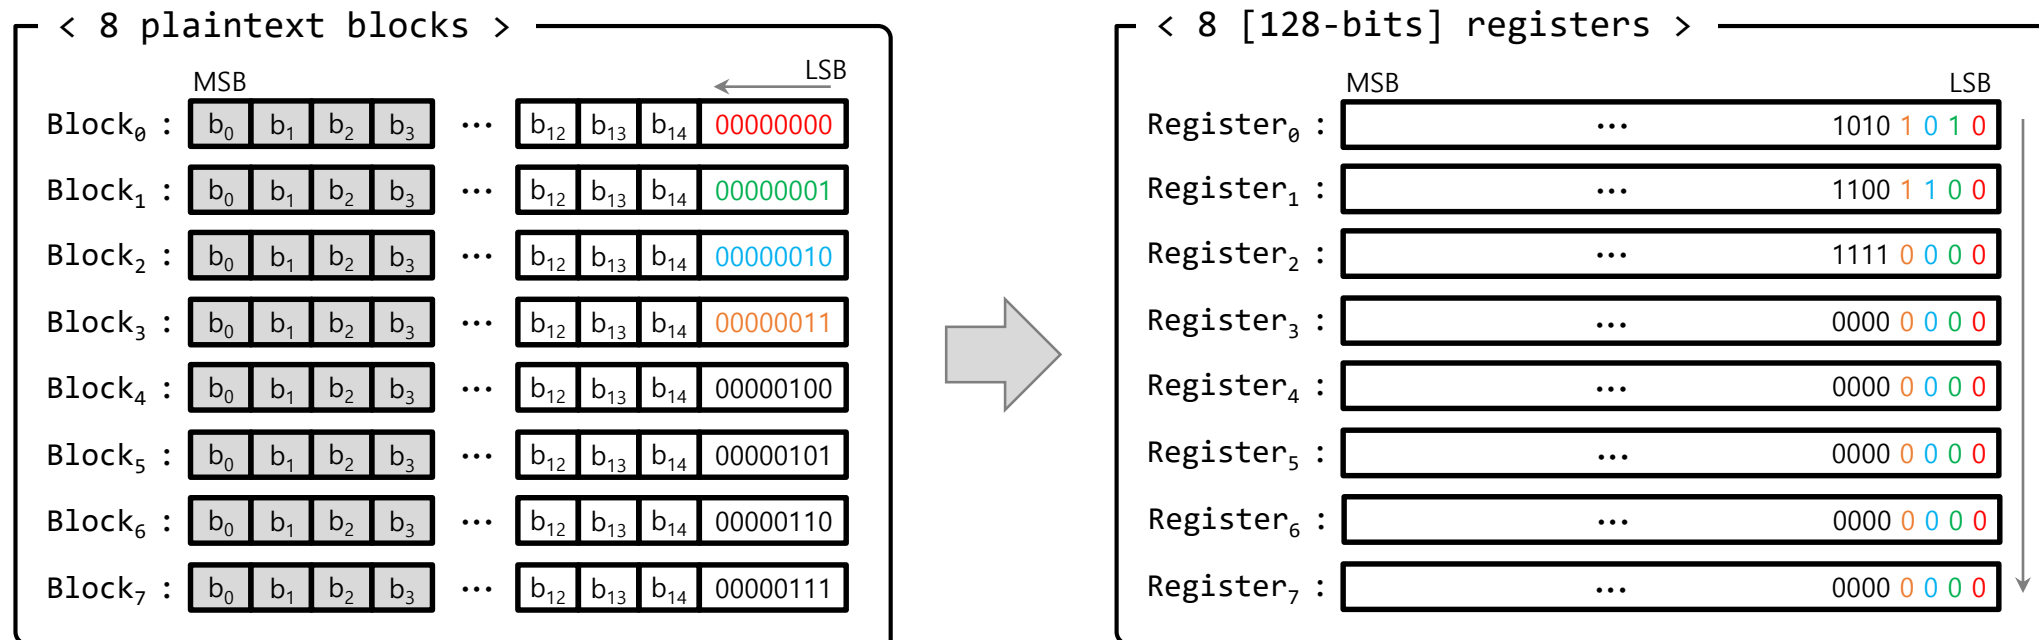 < 8 plaintext blocks >
MSB LSB
Block₀ : b₀ b₁ b₂ b₃ ··· b₁₂ b₁₃ b₁₄ 00000000
Block₁ : b₀ b₁ b₂ b₃ ··· b₁₂ b₁₃ b₁₄ 00000001
Block₂ : b₀ b₁ b₂ b₃ ··· b₁₂ b₁₃ b₁₄ 00000010
Block₃ : b₀ b₁ b₂ b₃ ··· b₁₂ b₁₃ b₁₄ 00000011
Block₄ : b₀ b₁ b₂ b₃ ··· b₁₂ b₁₃ b₁₄ 00000100
Block₅ : b₀ b₁ b₂ b₃ ··· b₁₂ b₁₃ b₁₄ 00000101
Block₆ : b₀ b₁ b₂ b₃ ··· b₁₂ b₁₃ b₁₄ 00000110
Block₇ : b₀ b₁ b₂ b₃ ··· b₁₂ b₁₃ b₁₄ 00000111
< 8 [128-bits] registers >
MSB LSB
Register₀ : ··· 1010 1 0 1 0
Register₁ : ··· 1100 1 1 0 0
Register₂ : ··· 1111 0 0 0 0
Register₃ : ··· 0000 0 0 0 0
Register₄ : ··· 0000 0 0 0 0
Register₅ : ··· 0000 0 0 0 0
Register₆ : ··· 0000 0 0 0 0
Register₇ : ··· 0000 0 0 0 0